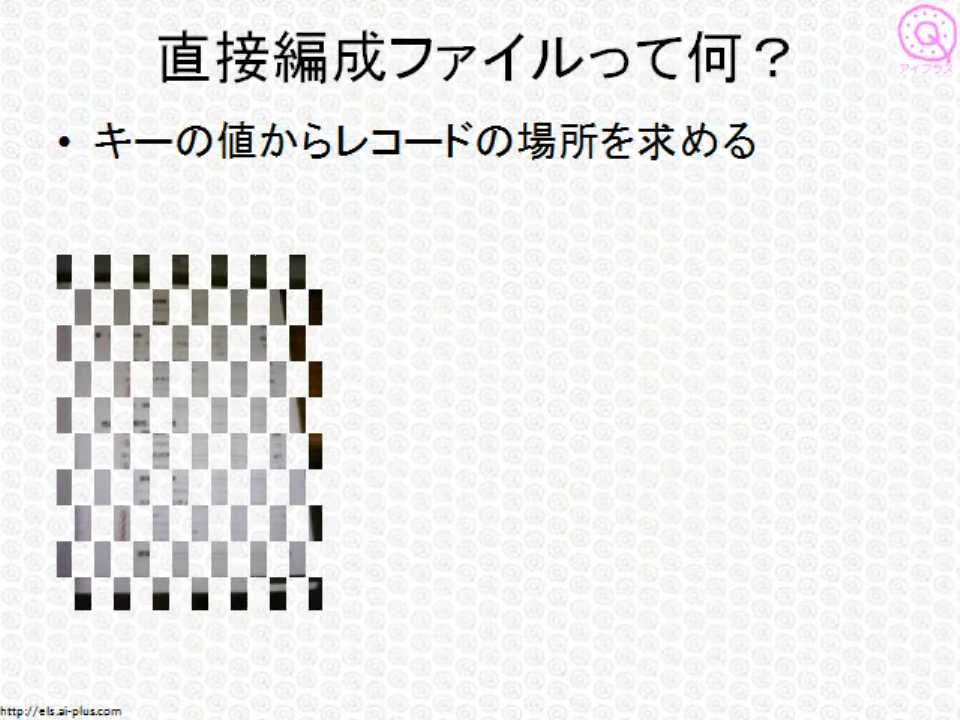 直接編成ファイルって何？
アイプラス
• キーの値からレコードの場所を求める
http://els.ai-plus.com